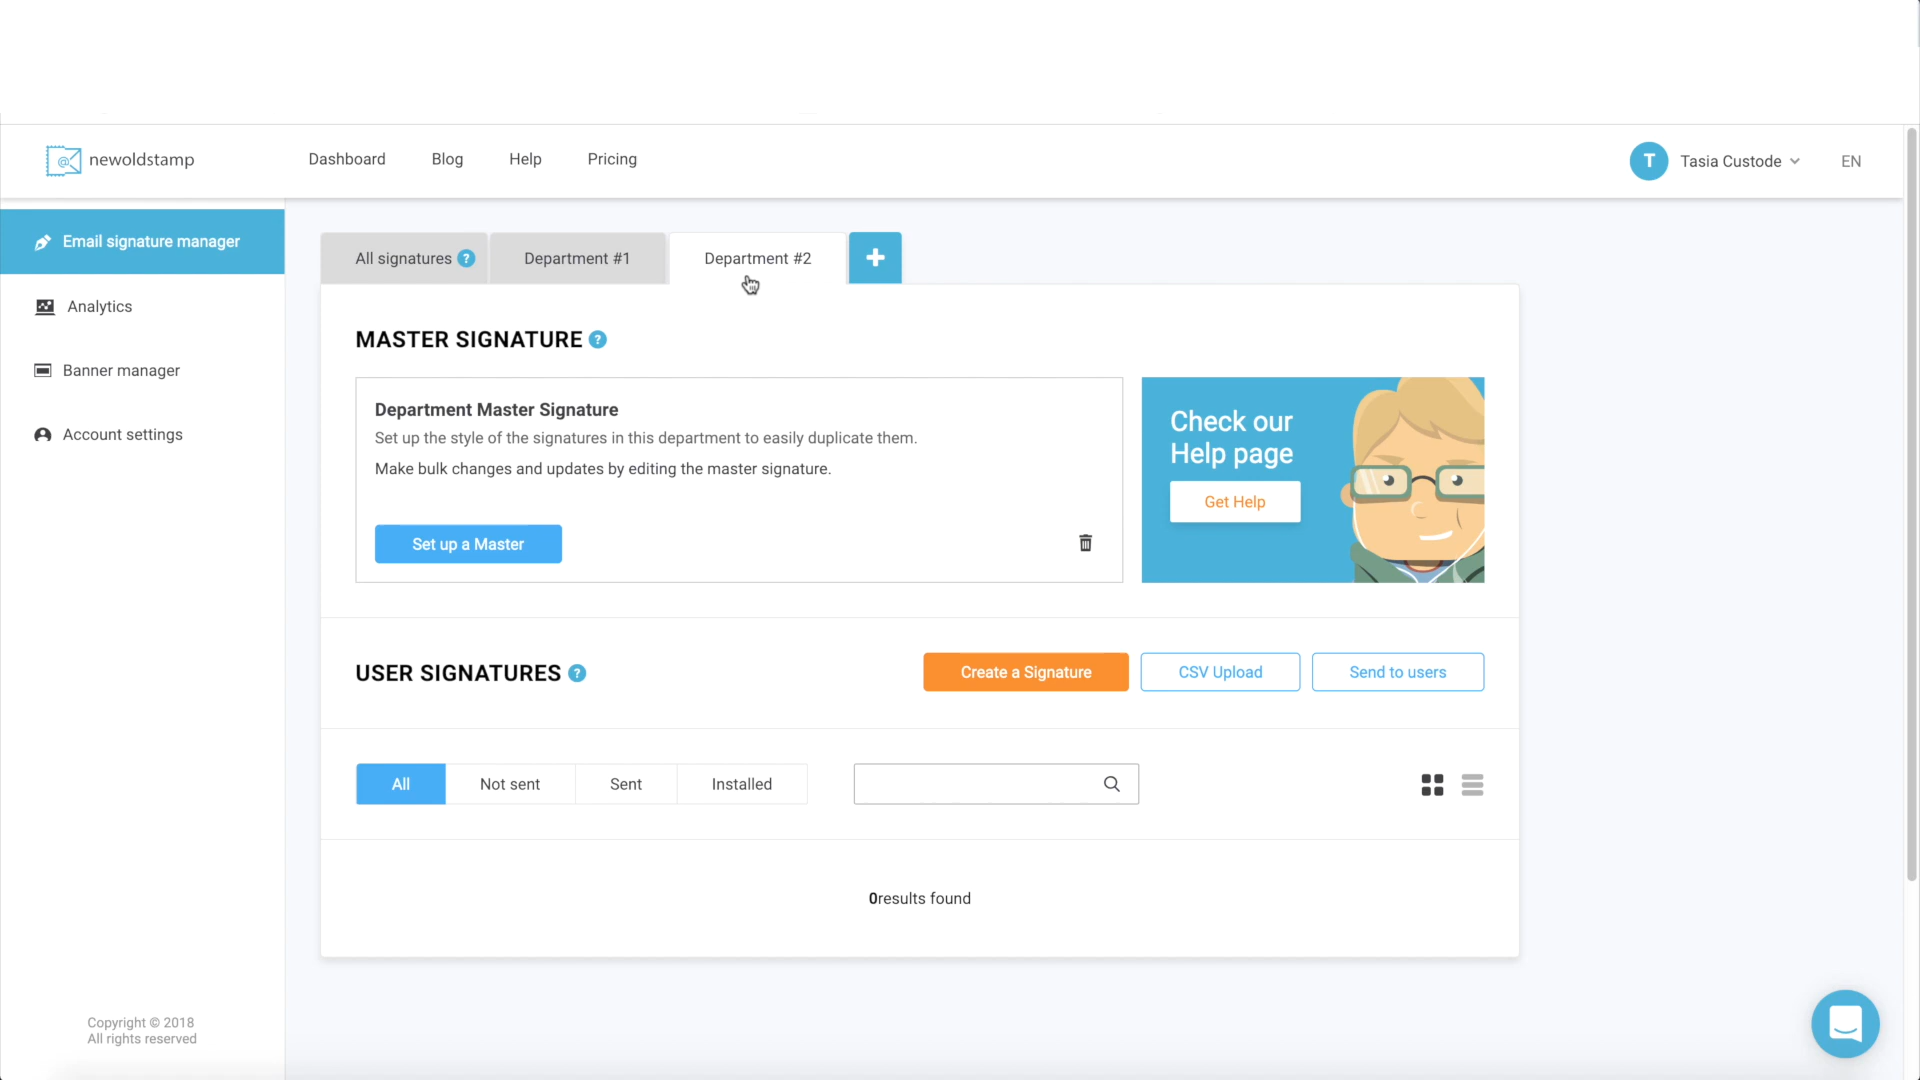 newoldstamp
Dashboard
Blog
Help
Pricing
T
Tasia Custode
EN
Email signature manager
Analytics
Banner manager
Account settings
All signatures ?
Department #1
Department #2
+
MASTER SIGNATURE ?
Department Master Signature
Set up the style of the signatures in this department to easily duplicate them.
Make bulk changes and updates by editing the master signature.
Set up a Master
Check our
Help page
Get Help
USER SIGNATURES ?
Create a Signature
CSV Upload
Send to users
All
Not sent
Sent
Installed
0results found
Copyright © 2018
All rights reserved